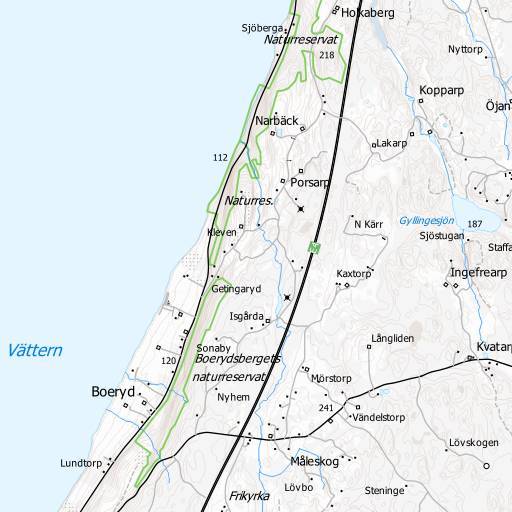 Holkaberg
Sjöberga
Naturreservat
218
Nyttorp
Kopparp
Öjan
Narbäck
Lakarp
112
Porsarp
Naturres.
N Kärr
Gyllingesjön
187
Kleven
Sjöstugan
Staffa
M
Kaxtorp
Ingefrearp
Getingaryd
Isgårda
Långliden
Vättern
Sonaby
Kvatar
120
Boerydsbergets
naturreservat
Mörstorp
Boeryd
Nyhem
241
Vändelstorp
Lövskogen
Lundtorp
Måleskog
Lövbo
Steninge
Frikyrka